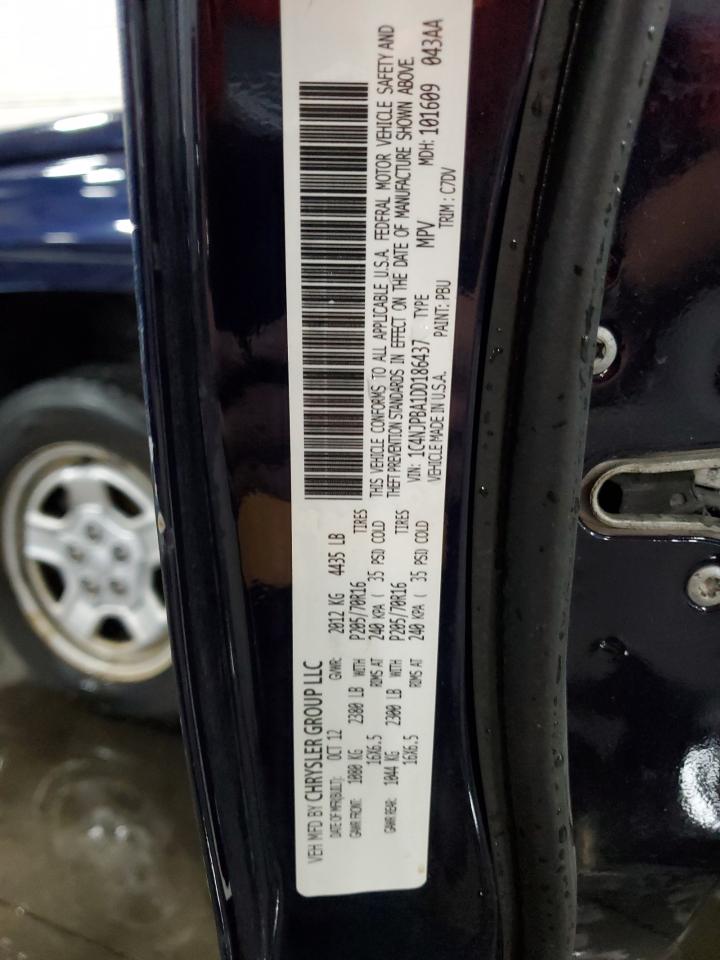 VEH MFD BY CHRYSLER GROUP LLC
DATE OF MFR(BUILT): OCT 12 GVWR: 2012 KG 4435 LB
GAWR FRONT: 1080 KG 2380 LB WITH P205/70R16 TIRES
16X6.5 RIMS AT 240 KPA ( 35 PSI) COLD
GAWR REAR: 1044 KG 2300 LB WITH P205/70R16 TIRES
16X6.5 RIMS AT 240 KPA ( 35 PSI) COLD
THIS VEHICLE CONFORMS TO ALL APPLICABLE U.S.A. FEDERAL MOTOR VEHICLE SAFETY AND
THEFT PREVENTION STANDARDS IN EFFECT ON THE DATE OF MANUFACTURE SHOWN ABOVE.
VIN: 1C4NJPBA1DD186437 TYPE MPV MDH: 101609 043AA
VEHICLE MADE IN U.S.A. PAINT: PBU TRIM: C7DV